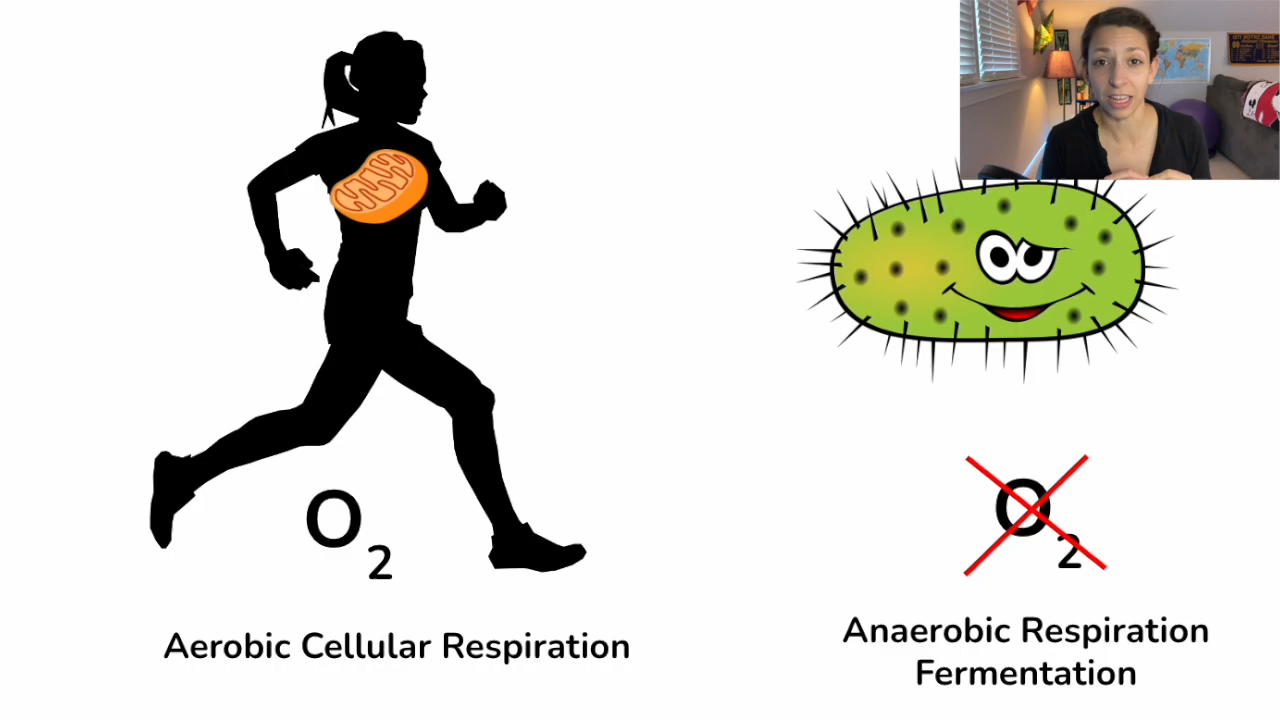 O2
Aerobic Cellular Respiration
O2
Anaerobic Respiration
Fermentation